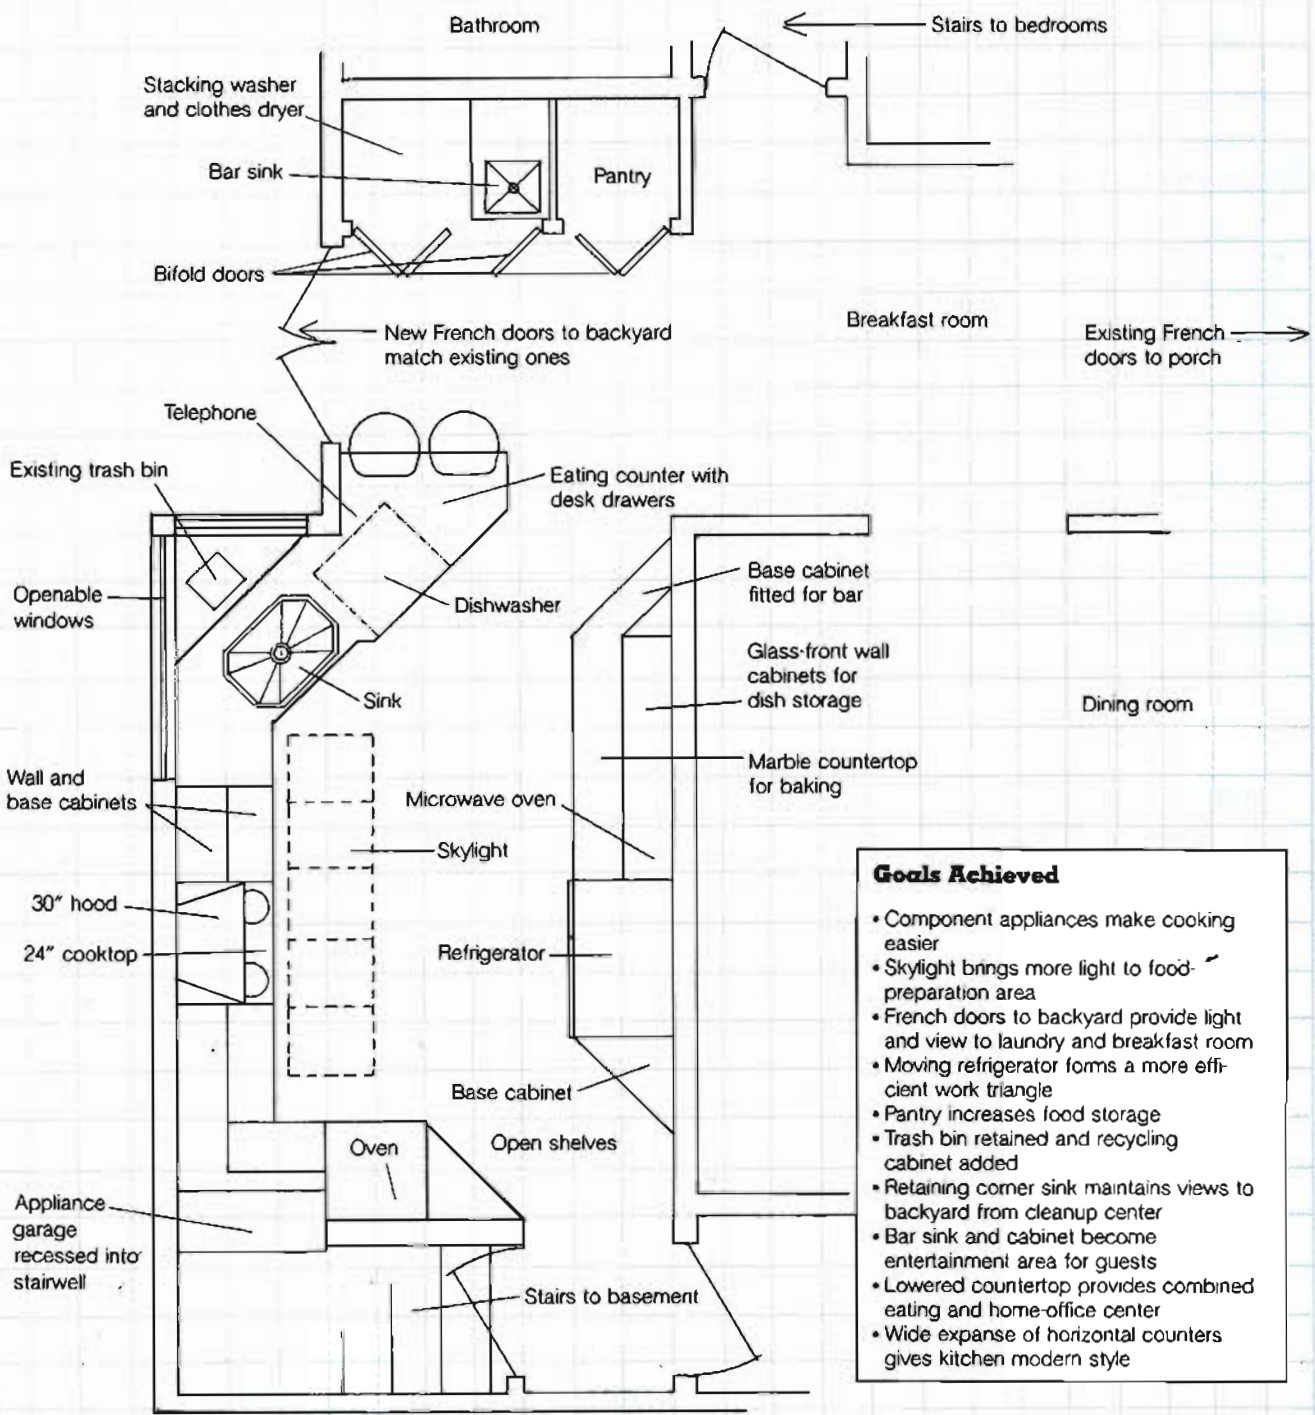 Bathroom
Stairs to bedrooms
Stacking washer
and clothes dryer
Bar sink
Pantry
Bifold doors
New French doors to backyard
match existing ones
Breakfast room
Existing French
doors to porch
Telephone
Existing trash bin
Eating counter with
desk drawers
Openable
windows
Dishwasher
Base cabinet
fitted for bar
Glass-front wall
cabinets for
dish storage
Sink
Dining room
Marble countertop
for baking
Wall and
base cabinets
Microwave oven
Skylight
30" hood
24" cooktop
Refrigerator
Base cabinet
Open shelves
Oven
Appliance
garage
recessed into
stairwell
Stairs to basement
Goals Achieved
• Component appliances make cooking
easier
• Skylight brings more light to food-
preparation area
• French doors to backyard provide light
and view to laundry and breakfast room
• Moving refrigerator forms a more effi-
cient work triangle
• Pantry increases food storage
• Trash bin retained and recycling
cabinet added
• Retaining corner sink maintains views to
backyard from cleanup center
• Bar sink and cabinet become
entertainment area for guests
• Lowered countertop provides combined
eating and home-office center
• Wide expanse of horizontal counters
gives kitchen modern style